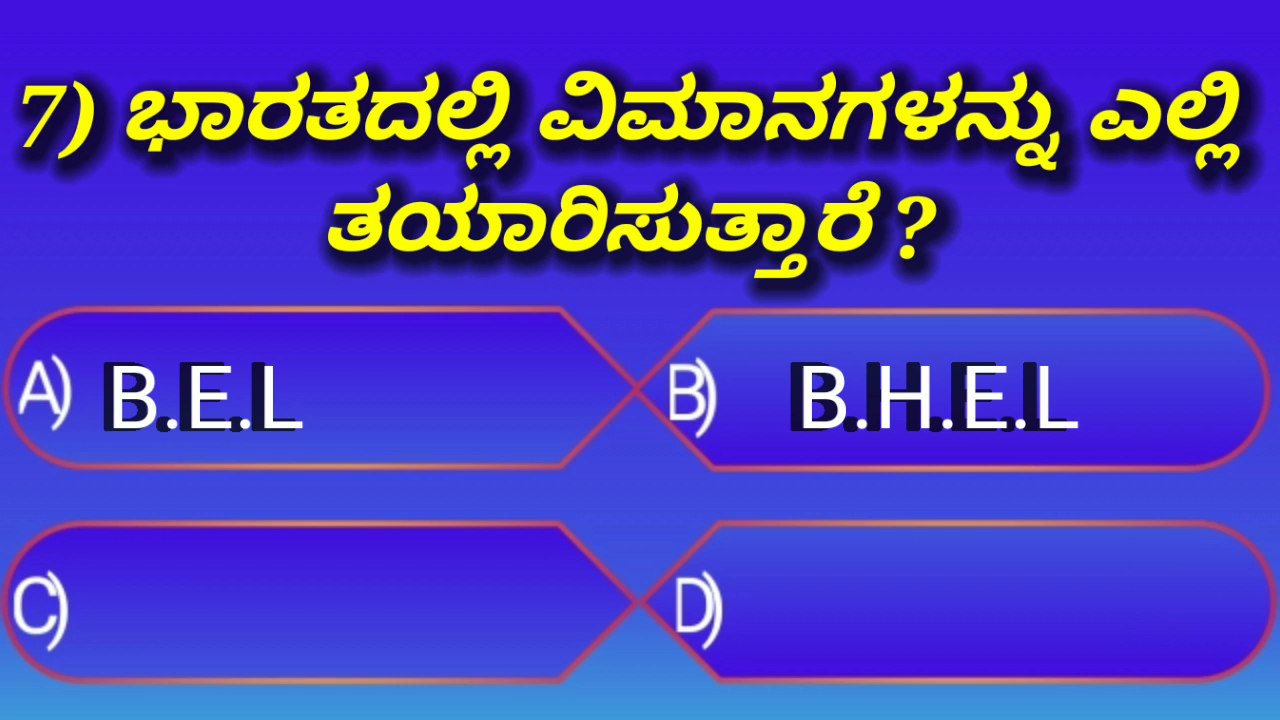 7) ಭಾರತದಲ್ಲಿ ವಿಮಾನಗಳನ್ನು ಎಲ್ಲಿ
ತಯಾರಿಸುತ್ತಾರೆ ?
A) B.E.L
B) B.H.E.L
C)
D)